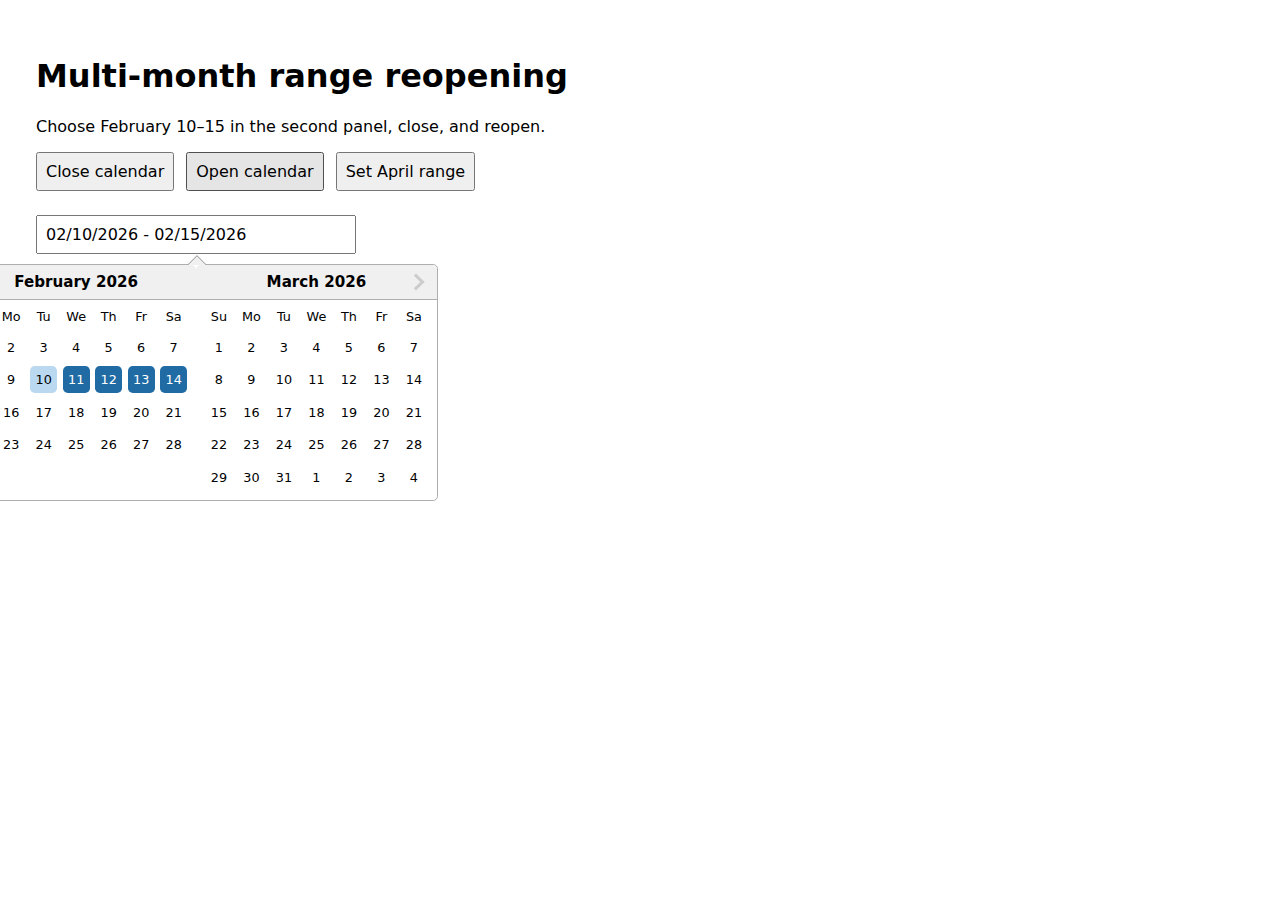 Multi-month range reopening
Choose February 10–15 in the second panel, close, and reopen.
Close calendar Open calendar Set April range
02/10/2026 - 02/15/2026
February 2026 March 2026
Mo Tu We Th Fr Sa Su Mo Tu We Th Fr Sa
2 3 4 5 6 7 1 2 3 4 5 6 7
9 10 11 12 13 14 8 9 10 11 12 13 14
16 17 18 19 20 21 15 16 17 18 19 20 21
23 24 25 26 27 28 22 23 24 25 26 27 28
29 30 31 1 2 3 4